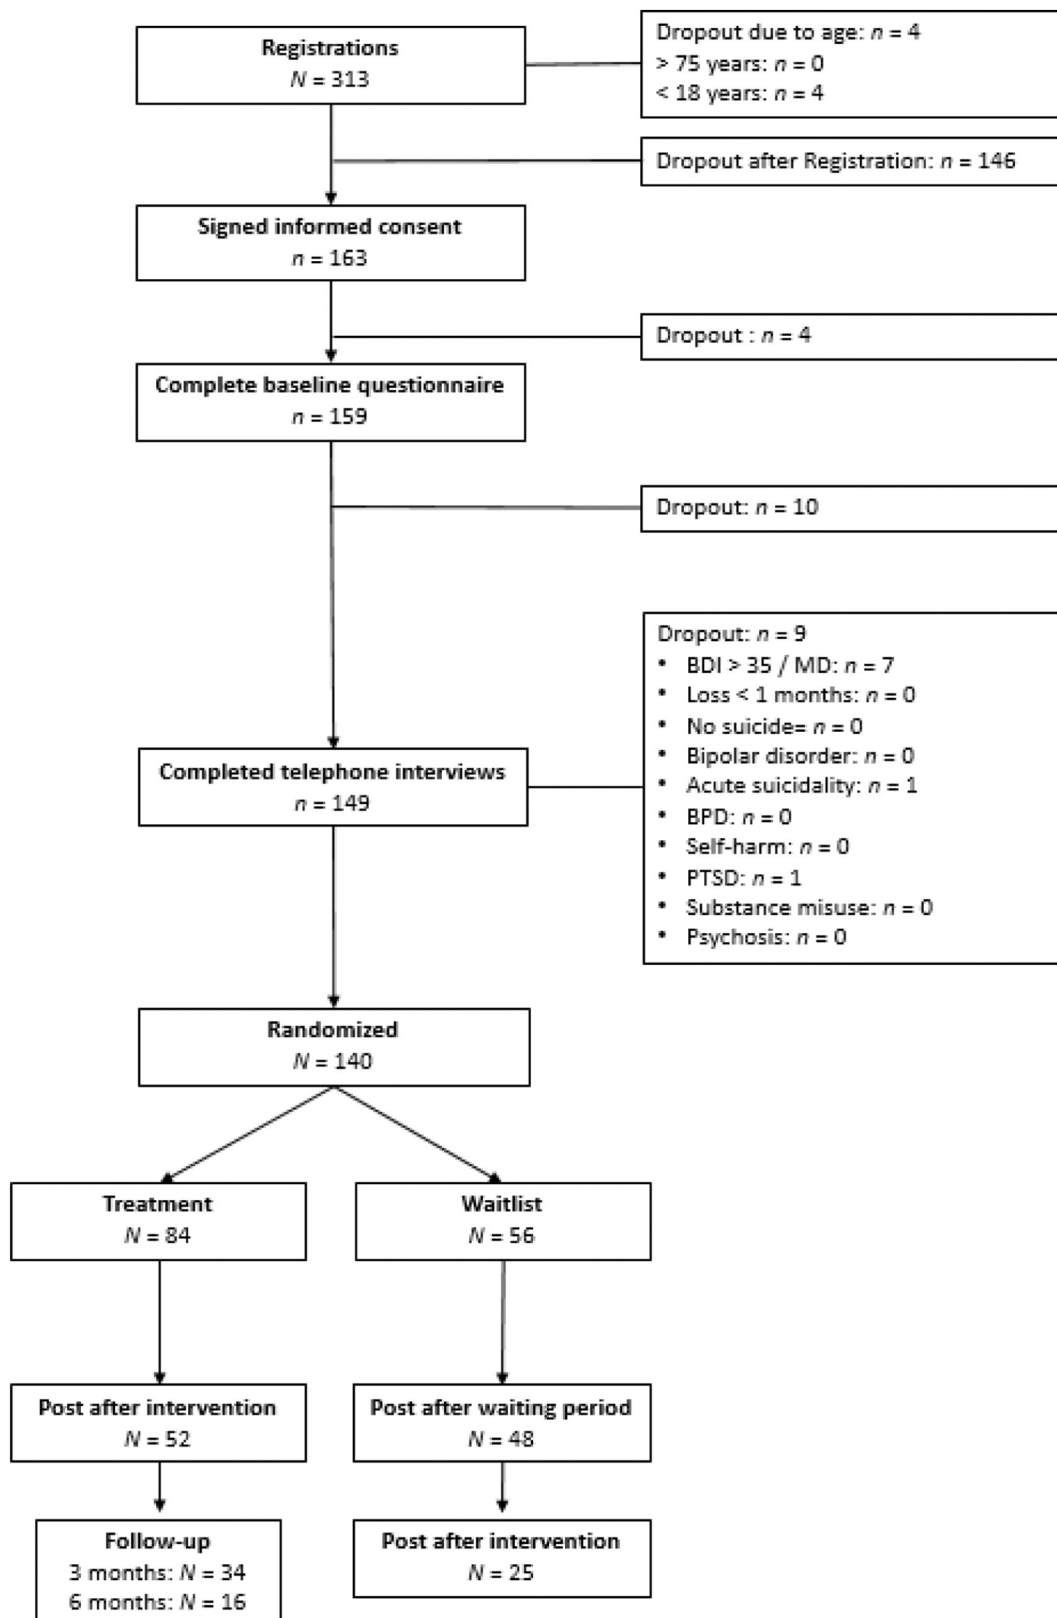 Registrations
N = 313
Dropout due to age: n = 4
> 75 years: n = 0
< 18 years: n = 4
Dropout after Registration: n = 146
Signed informed consent
n = 163
Dropout : n = 4
Complete baseline questionnaire
n = 159
Dropout: n = 10
Dropout: n = 9
• BDI > 35 / MD: n = 7
• Loss < 1 months: n = 0
• No suicide= n = 0
• Bipolar disorder: n = 0
• Acute suicidality: n = 1
• BPD: n = 0
• Self-harm: n = 0
• PTSD: n = 1
• Substance misuse: n = 0
• Psychosis: n = 0
Completed telephone interviews
n = 149
Randomized
N = 140
Treatment
N = 84
Waitlist
N = 56
Post after intervention
N = 52
Post after waiting period
N = 48
Follow-up
3 months: N = 34
6 months: N = 16
Post after intervention
N = 25